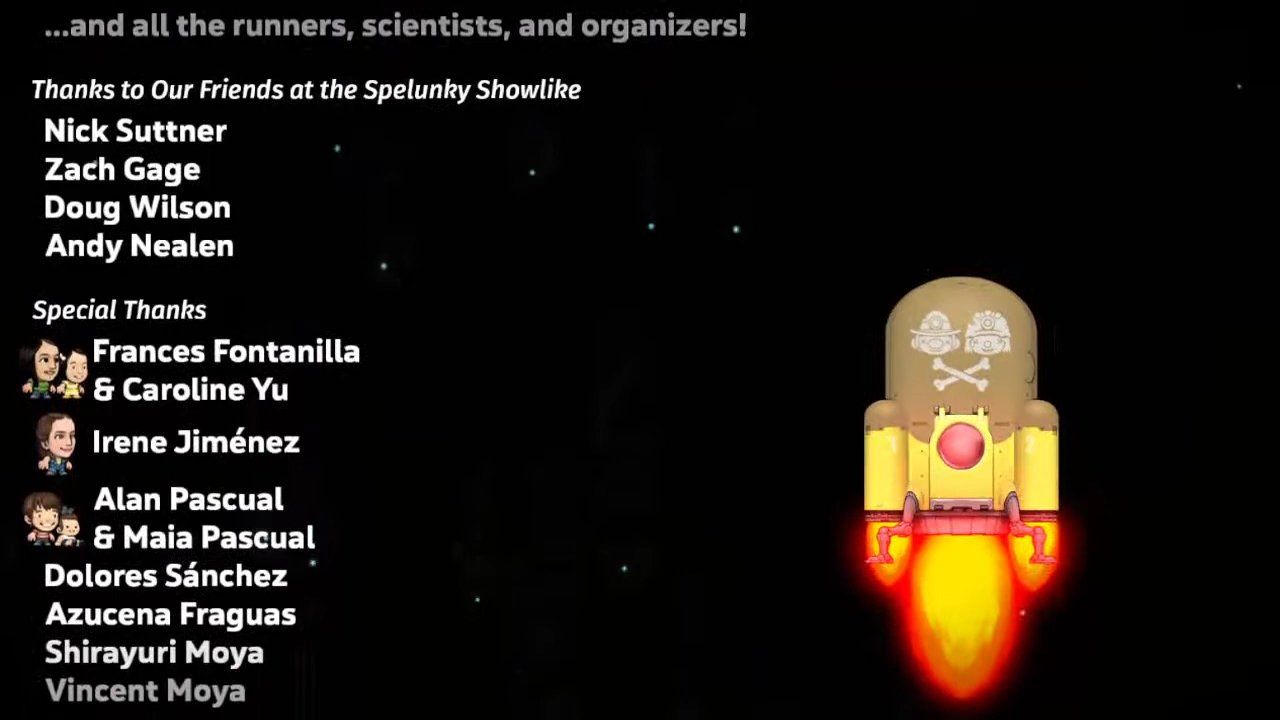 ...and all the runners, scientists, and organizers!
Thanks to Our Friends at the Spelunky Showlike
Nick Suttner
Zach Gage
Doug Wilson
Andy Nealen
Special Thanks
Frances Fontanilla
& Caroline Yu
Irene Jiménez
Alan Pascual
& Maia Pascual
Dolores Sánchez
Azucena Fraguas
Shirayuri Moya
Vincent Moya